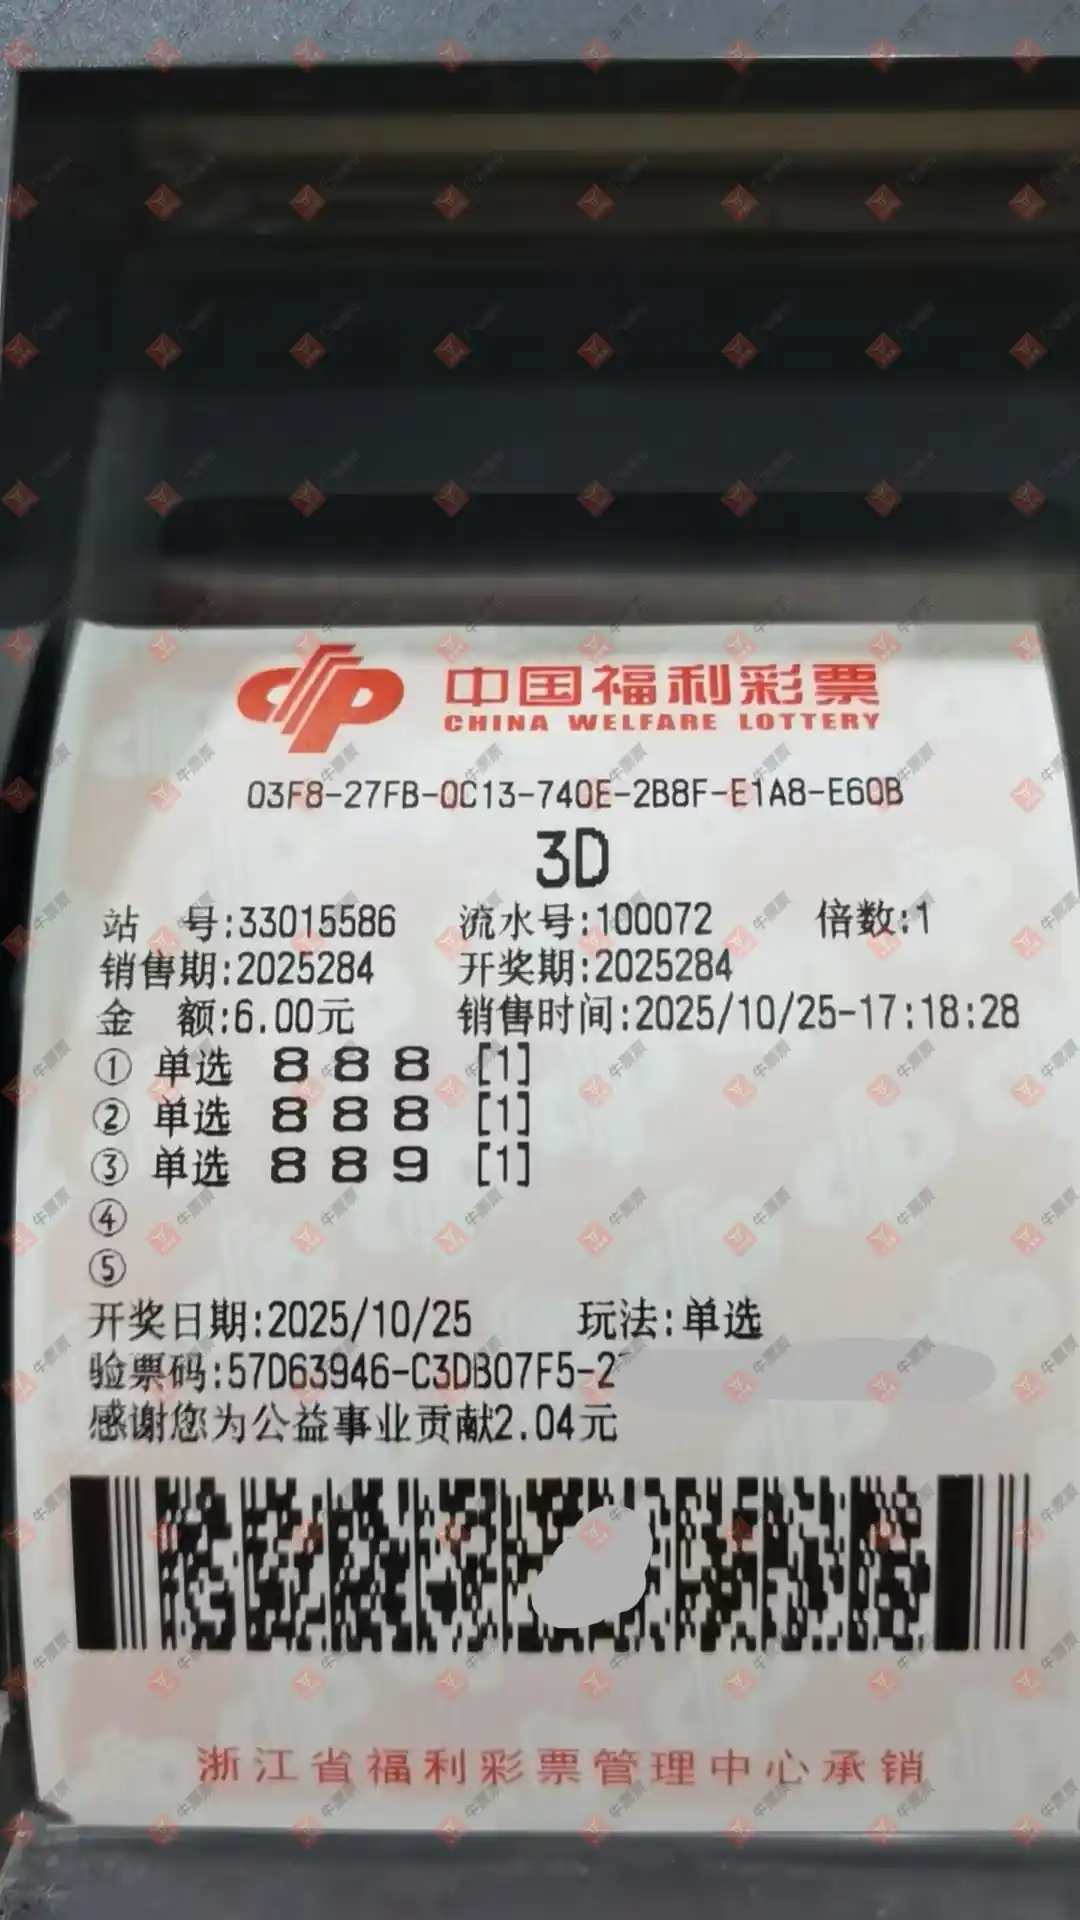 中国福利彩票
CHINA WELFARE LOTTERY
03F8-27FB-0C13-740E-2B8F-E1A8-E60B
3D
站 号:33015586 流水号:100072 倍数:1
销售期:2025284 开奖期:2025284
金 额:6.00元 销售时间:2025/10/25-17:18:28
① 单选 8 8 8 [1]
② 单选 8 8 8 [1]
③ 单选 8 8 9 [1]
④
⑤
开奖日期:2025/10/25 玩法:单选
验票码:57D63946-C3DB07F5-2
感谢您为公益事业贡献2.04元
浙江省福利彩票管理中心承销
牛票票